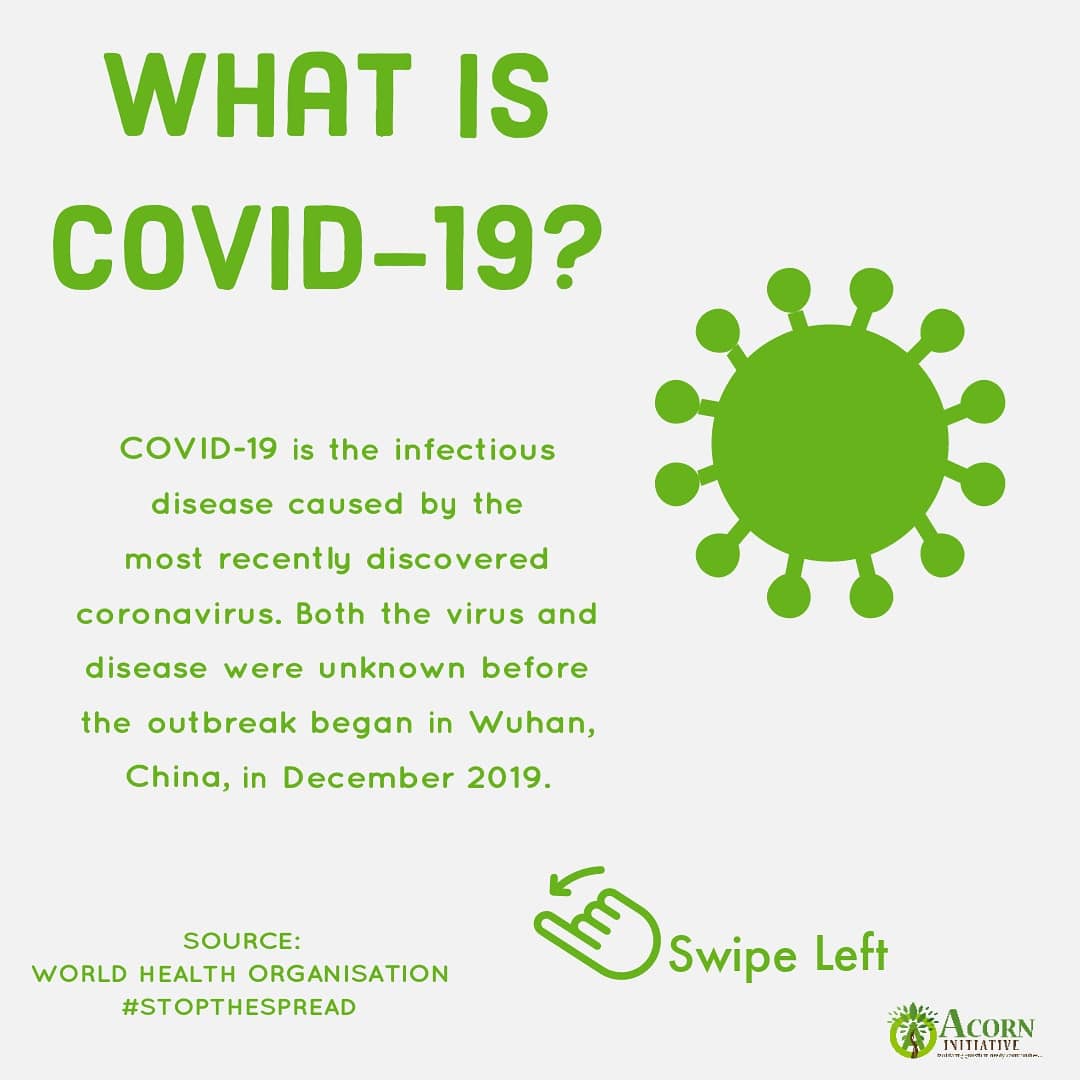 WHAT IS
COVID-19?
COVID-19 is the infectious
disease caused by the
most recently discovered
coronavirus. Both the virus and
disease were unknown before
the outbreak began in Wuhan,
China, in December 2019.
SOURCE:
WORLD HEALTH ORGANISATION
#STOPTHESPREAD
Swipe Left
ACORN
INITIATIVE